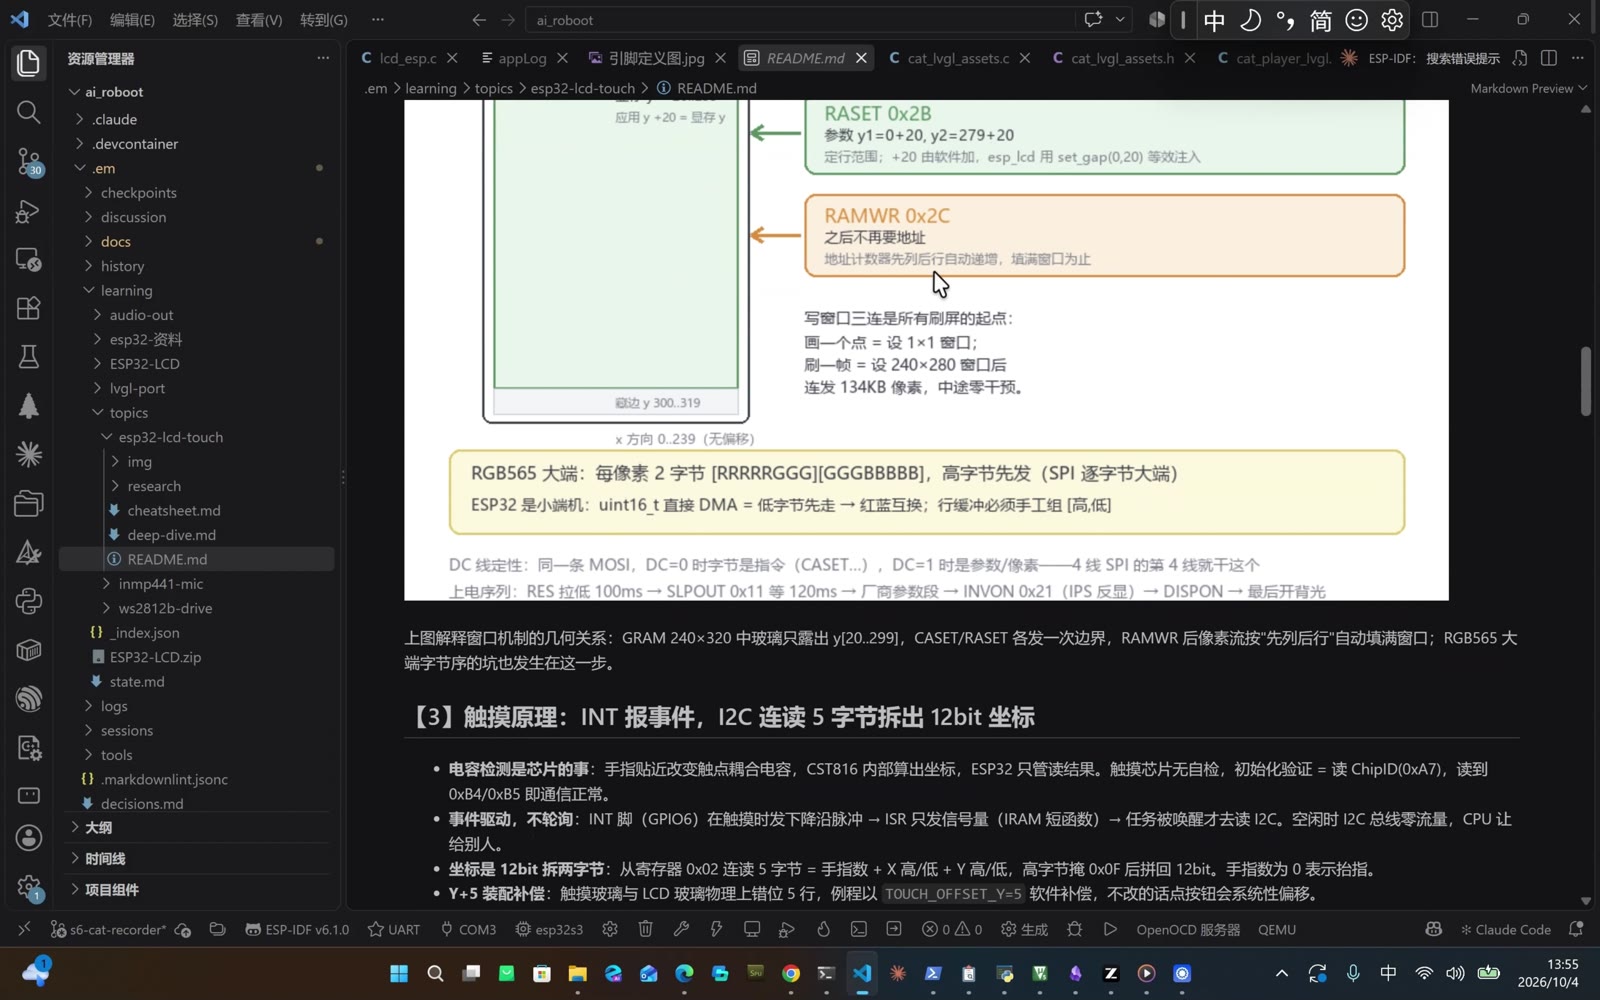 文件(F) 编辑(E) 选择(S) 查看(V) 转到(G) ···
ai_roboot
中 简
资源管理器 ···
ai_roboot
.claude
.devcontainer
.em
checkpoints
discussion
docs
history
learning
audio-out
esp32-资料
ESP32-LCD
lvgl-port
topics
esp32-lcd-touch
img
research
cheatsheet.md
deep-dive.md
README.md
inmp441-mic
ws2812b-drive
_index.json
ESP32-LCD.zip
state.md
logs
sessions
tools
.markdownlint.jsonc
decisions.md
大纲
时间线
项目组件
30
1
C lcd_esp.c
appLog
引脚定义图.jpg
README.md
C cat_lvgl_assets.c
C cat_lvgl_assets.h
C cat_player_lvgl.
ESP-IDF: 搜索错误提示
.em > learning > topics > esp32-lcd-touch > README.md
Markdown Preview
应用 y +20 = 显存 y
RASET 0x2B
参数 y1=0+20, y2=279+20
定行范围；+20 由软件加，esp_lcd 用 set_gap(0,20) 等效注入
RAMWR 0x2C
之后不再要地址
地址计数器先列后行自动递增，填满窗口为止
写窗口三连是所有刷屏的起点：
画一个点 = 设 1×1 窗口；
刷一帧 = 设 240×280 窗口后
连发 134KB 像素，中途零干预。
y 300..319
x 方向 0..239（无偏移）
RGB565 大端：每像素 2 字节 [RRRRRGGG][GGGBBBBB]，高字节先发（SPI 逐字节大端）
ESP32 是小端机：uint16_t 直接 DMA = 低字节先走 → 红蓝互换；行缓冲必须手工组 [高,低]
DC 线定性：同一条 MOSI，DC=0 时字节是指令（CASET...），DC=1 时是参数/像素——4 线 SPI 的第 4 线就干这个
上电序列：RES 拉低 100ms → SLPOUT 0x11 等 120ms → 厂商参数段 → INVON 0x21（IPS 反显）→ DISPON → 最后开背光
上图解释窗口机制的几何关系：GRAM 240×320 中玻璃只露出 y[20..299]，CASET/RASET 各发一次边界，RAMWR 后像素流按"先列后行"自动填满窗口；RGB565 大
端字节序的坑也发生在这一步。
【3】触摸原理：INT 报事件，I2C 连读 5 字节拆出 12bit 坐标
• 电容检测是芯片的事：手指贴近改变触点耦合电容，CST816 内部算出坐标，ESP32 只管读结果。触摸芯片无自检，初始化验证 = 读 ChipID(0xA7)，读到
0xB4/0xB5 即通信正常。
• 事件驱动，不轮询：INT 脚（GPIO6）在触摸时发下降沿脉冲 → ISR 只发信号量（IRAM 短函数）→ 任务被唤醒才去读 I2C。空闲时 I2C 总线零流量，CPU 让
给别人。
• 坐标是 12bit 拆两字节：从寄存器 0x02 连读 5 字节 = 手指数 + X 高/低 + Y 高/低，高字节掩 0x0F 后拼回 12bit。手指数为 0 表示抬指。
• Y+5 装配补偿：触摸玻璃与 LCD 玻璃物理上错位 5 行，例程以 TOUCH_OFFSET_Y=5 软件补偿，不改的话点按钮会系统性偏移。
s6-cat-recorder* ESP-IDF v6.1.0 UART COM3 esp32s3 0 0 生成 OpenOCD 服务器 QEMU Claude Code
1
中
13:55
2026/10/4